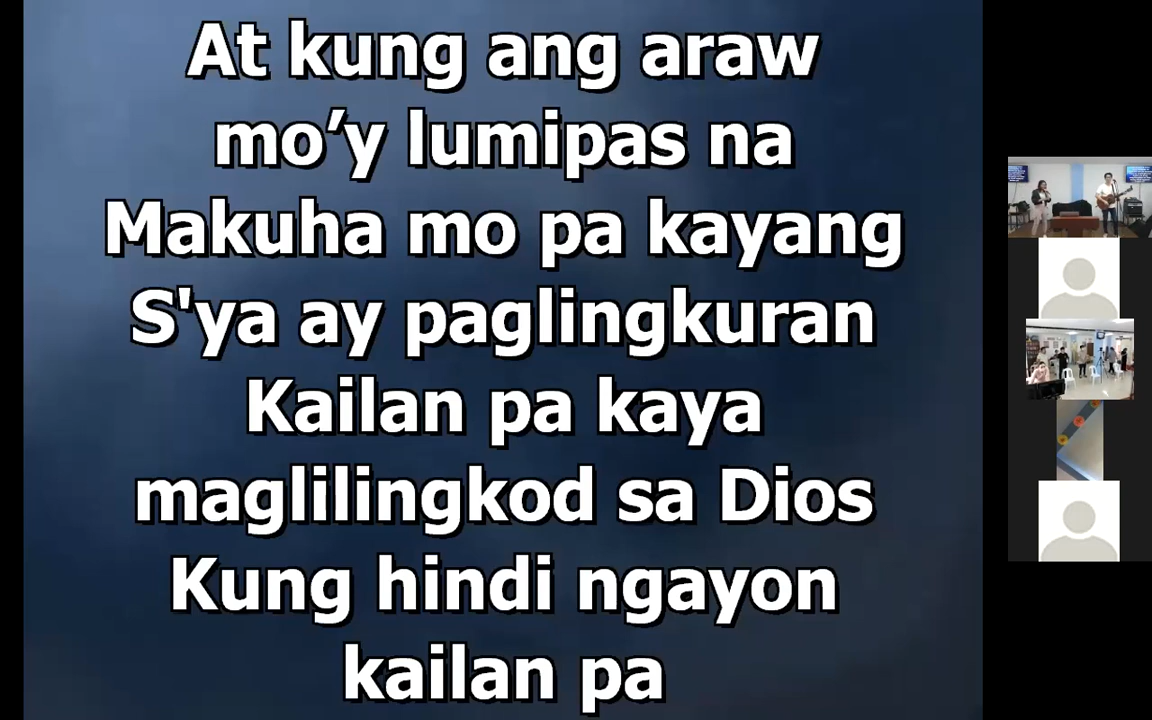 At kung ang araw
mo’y lumipas na
Makuha mo pa kayang
S'ya ay paglingkuran
Kailan pa kaya
maglilingkod sa Dios
Kung hindi ngayon
kailan pa